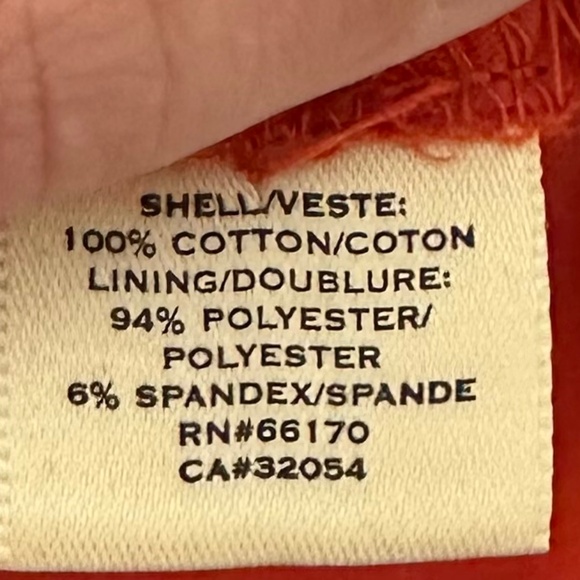 SHELL/VESTE:
100% COTTON/COTON
LINING/DOUBLURE:
94% POLYESTER/
POLYESTER
6% SPANDEX/SPANDE
RN#66170
CA#32054